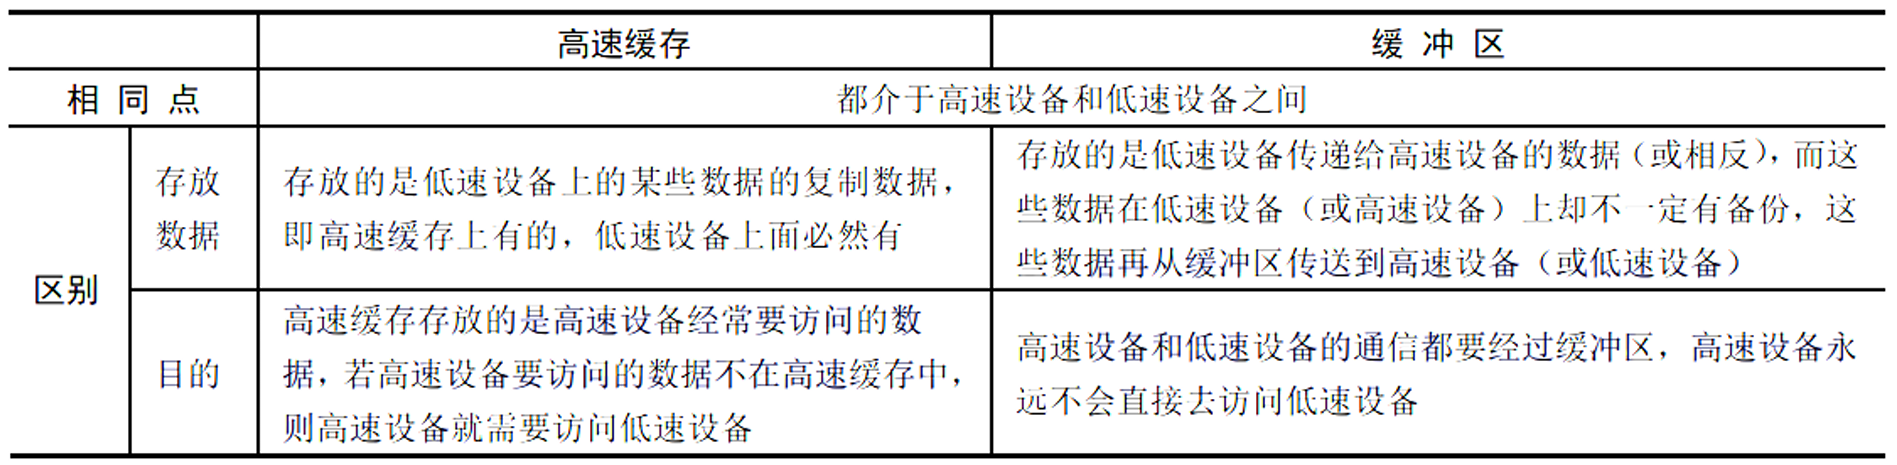 高速缓存
缓 冲 区
相 同 点
都介于高速设备和低速设备之间
区别
存放
数据
存放的是低速设备上的某些数据的复制数据，
即高速缓存上有的，低速设备上面必然有
存放的是低速设备传递给高速设备的数据（或相反），而这
些数据在低速设备（或高速设备）上却不一定有备份，这
些数据再从缓冲区传送到高速设备（或低速设备）
目的
高速缓存存放的是高速设备经常要访问的数
据，若高速设备要访问的数据不在高速缓存中，
则高速设备就需要访问低速设备
高速设备和低速设备的通信都要经过缓冲区，高速设备永
远不会直接去访问低速设备